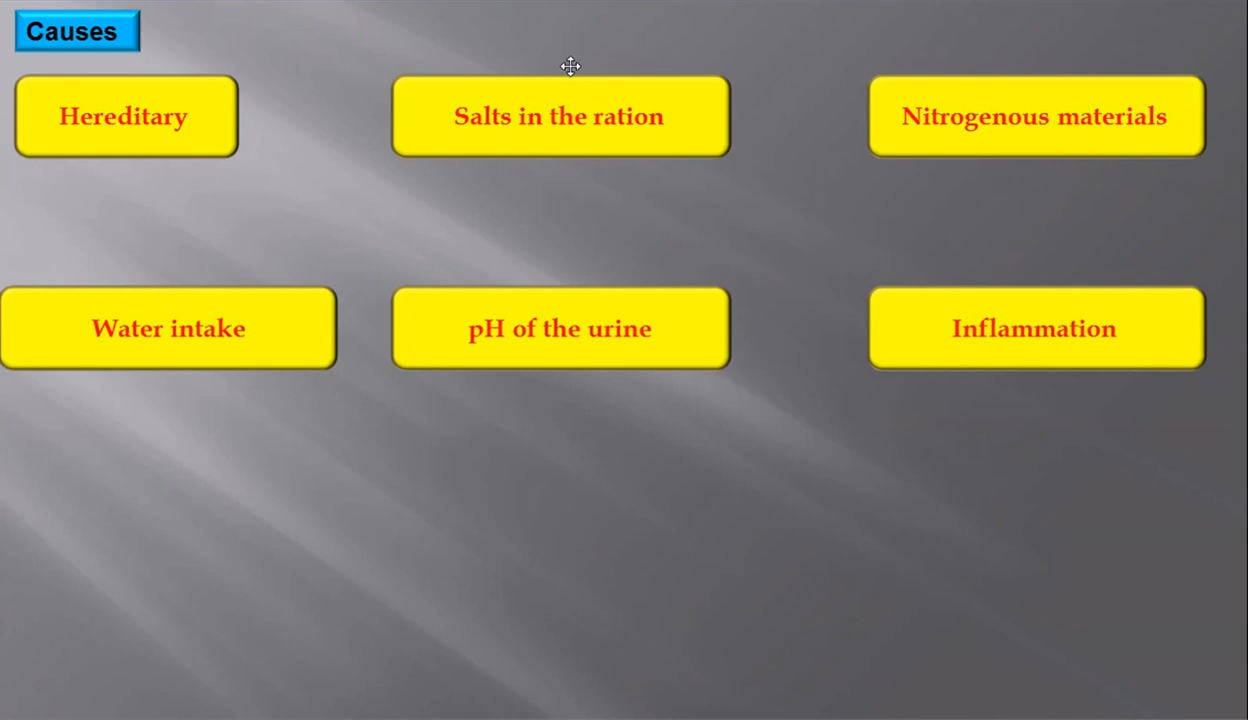 Causes
Hereditary
Salts in the ration
Nitrogenous materials
Water intake
pH of the urine
Inflammation